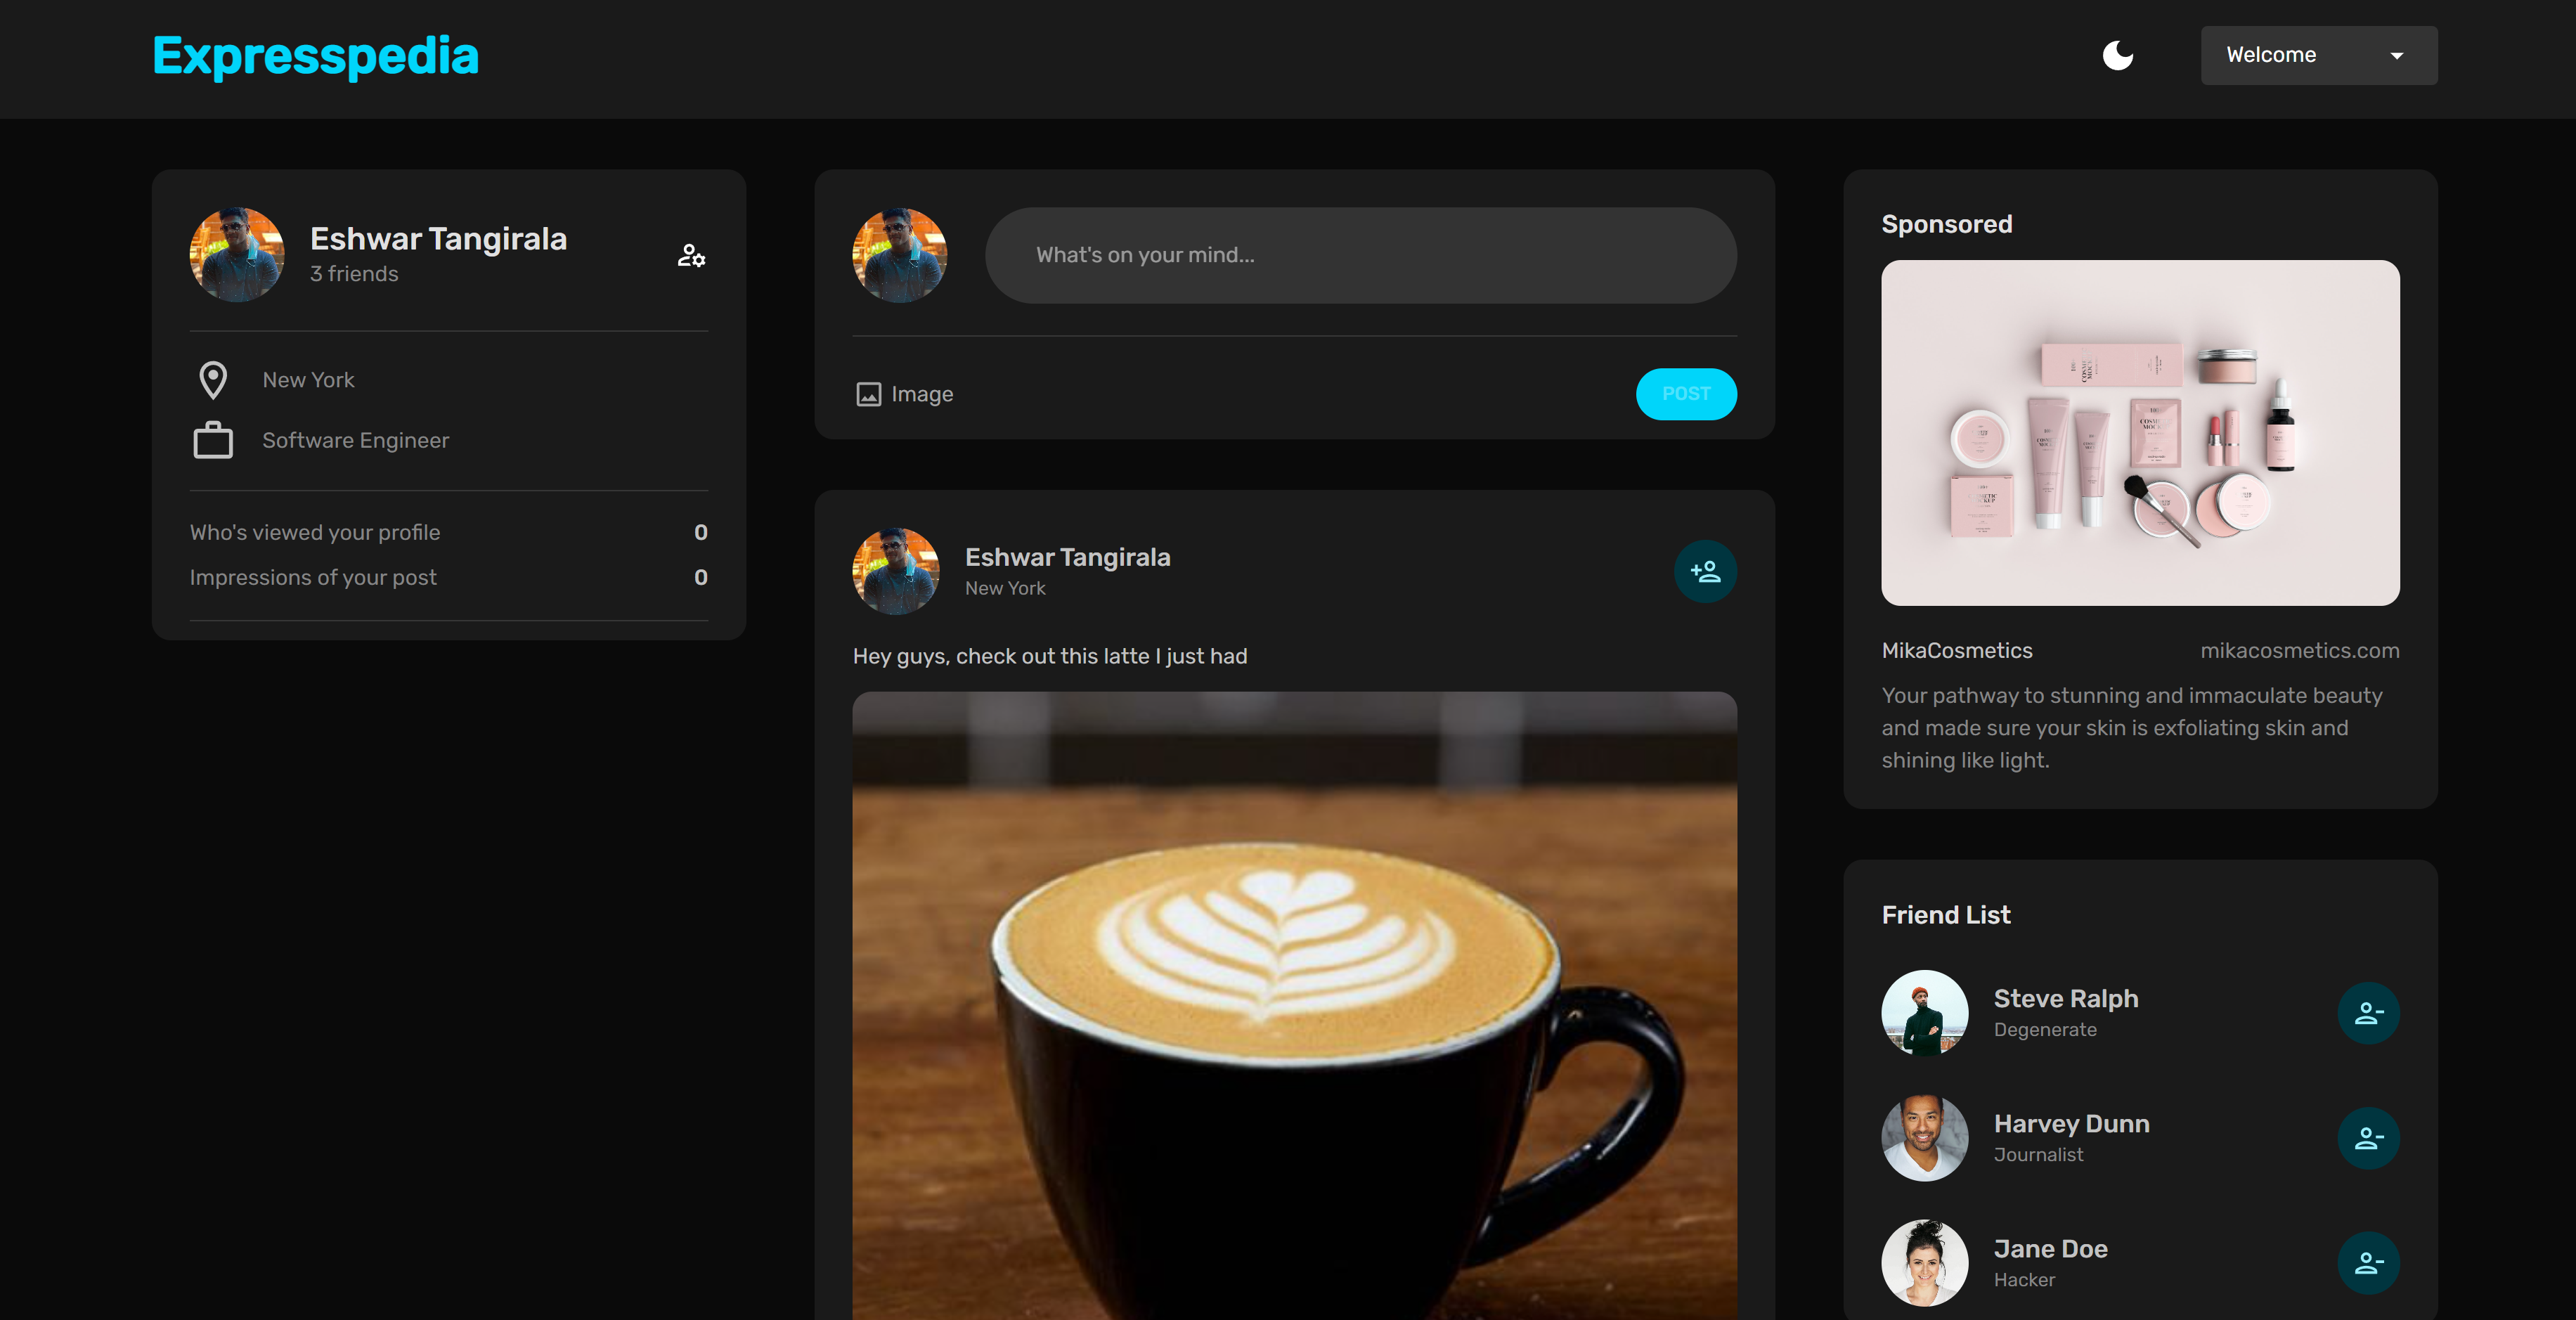 Expresspedia
Welcome
Eshwar Tangirala
3 friends
New York
Software Engineer
Who's viewed your profile 0
Impressions of your post 0
What's on your mind...
Image
POST
Eshwar Tangirala
New York
Hey guys, check out this latte I just had
Sponsored
MikaCosmetics mikacosmetics.com
Your pathway to stunning and immaculate beauty
and made sure your skin is exfoliating skin and
shining like light.
Friend List
Steve Ralph
Degenerate
Harvey Dunn
Journalist
Jane Doe
Hacker